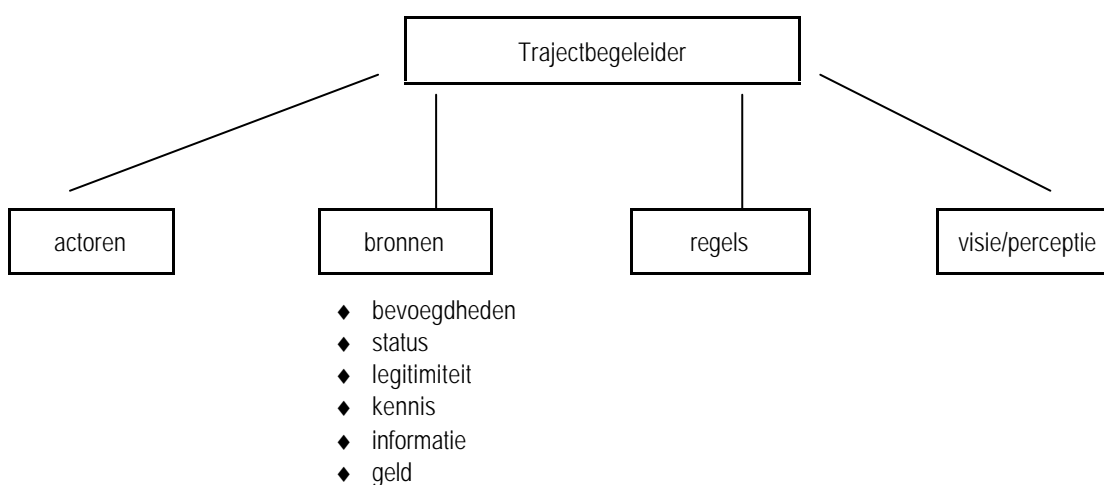 Trajectbegeleider
actoren
bronnen
regels
visie/perceptie
♦ bevoegdheden
♦ status
♦ legitimiteit
♦ kennis
♦ informatie
♦ geld